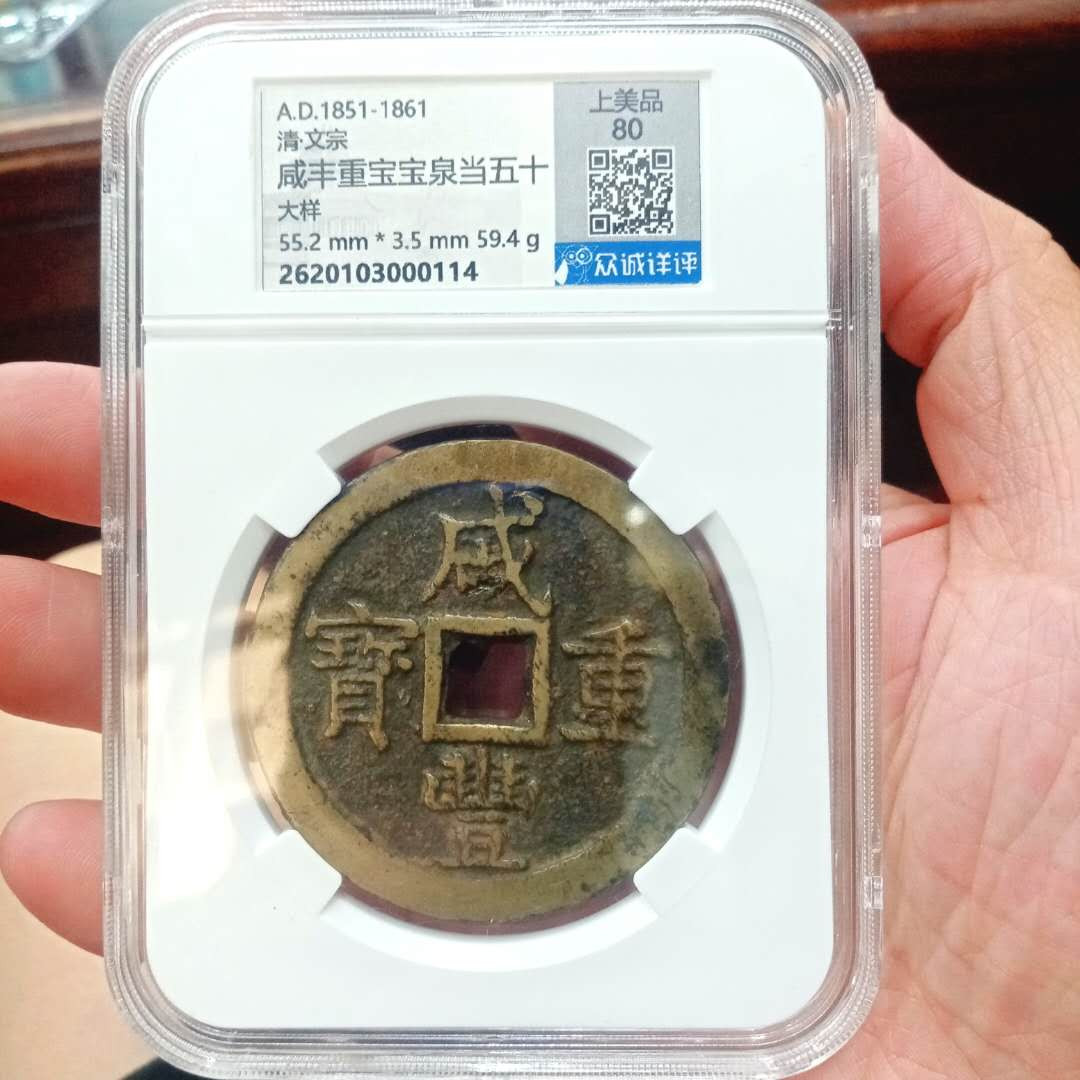 A.D.1851-1861
清·文宗
咸丰重宝宝泉当五十
大样
55.2 mm * 3.5 mm 59.4 g
2620103000114
上美品
80
众诚详评
咸
豐
重
寶